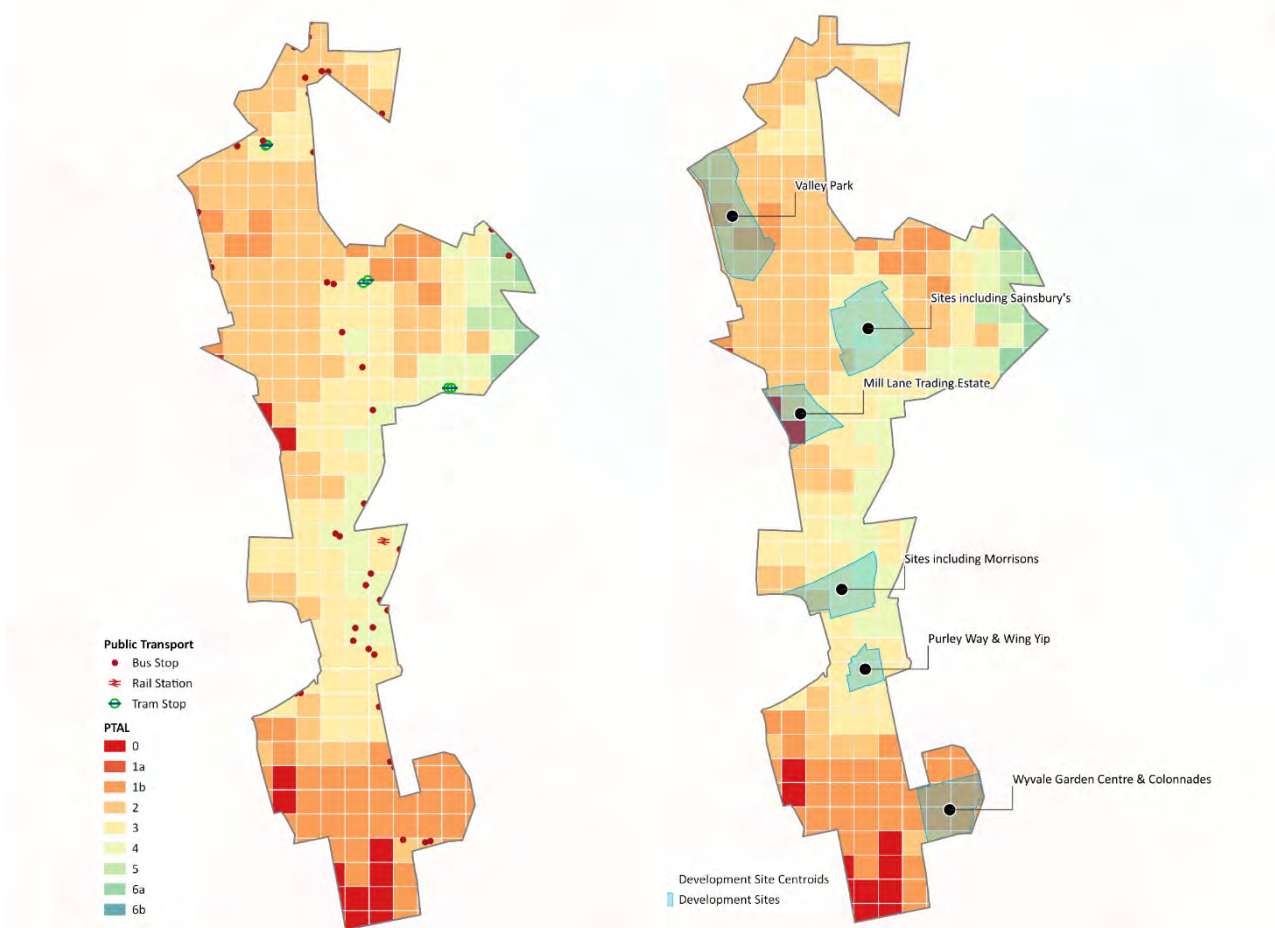 Valley Park
Sites including Sainsbury's
Mill Lane Trading Estate
Sites including Morrisons
Purley Way & Wing Yip
Wyvale Garden Centre & Colonnades
Public Transport
Bus Stop
Rail Station
Tram Stop
PTAL
0
1a
1b
2
3
4
5
6a
6b
Development Site Centroids
Development Sites